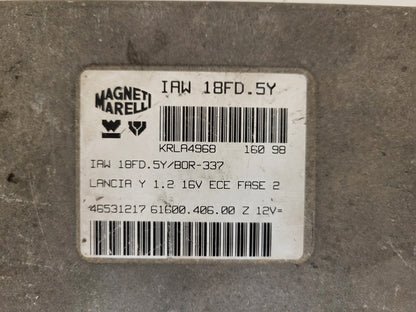 IAW 18FD.5Y
MAGNETI
MARELLI
KRLA4968 160 98
IAW 18FD.5Y/BOR-337
LANCIA Y 1.2 16V ECE FASE 2
46531217 61600.406.00 Z 12V=